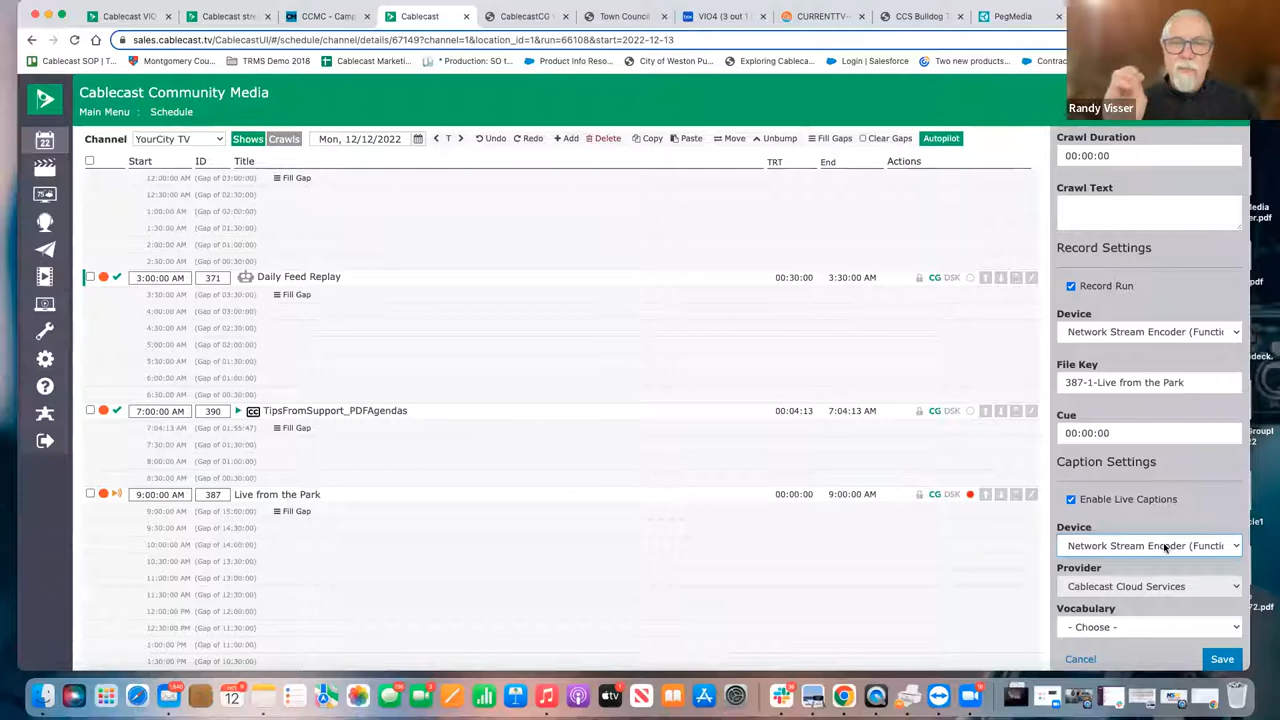 Cablecast VIO
Cablecast stre
CCMC - Camp
Cablecast
CablecastCG
Town Council
VIO4 (3 out 1
CURRENTTV-
CCS Bulldog T
PegMedia
sales.cablecast.tv/CablecastUI/#/schedule/channel/details/67149?channel=1&location_id=1&run=66108&start=2022-12-13
Cablecast SOP | T...
Montgomery Cou...
TRMS Demo 2018
Cablecast Marketi...
* Production: SO t...
Product Info Reso...
City of Weston Pu...
Exploring Cableca...
Login | Salesforce
Two new products...
Contrac
Randy Visser
Cablecast Community Media
Main Menu : Schedule
Channel YourCity TV Shows Crawls Mon, 12/12/2022 < T > Undo Redo + Add Delete Copy Paste Move Unbump Fill Gaps Clear Gaps Autopilot
Start ID Title TRT End Actions
12:00:00 AM (Gap of 03:00:00) Fill Gap
12:30:00 AM (Gap of 02:30:00)
1:00:00 AM (Gap of 02:00:00)
1:30:00 AM (Gap of 01:30:00)
2:00:00 AM (Gap of 01:00:00)
2:30:00 AM (Gap of 00:30:00)
3:00:00 AM 371 Daily Feed Replay 00:30:00 3:30:00 AM CG DSK
3:30:00 AM (Gap of 03:30:00) Fill Gap
4:00:00 AM (Gap of 03:00:00)
4:30:00 AM (Gap of 02:30:00)
5:00:00 AM (Gap of 02:00:00)
5:30:00 AM (Gap of 01:30:00)
6:00:00 AM (Gap of 01:00:00)
6:30:00 AM (Gap of 00:30:00)
7:00:00 AM 390 CC TipsFromSupport_PDFAgendas 00:04:13 7:04:13 AM CG DSK
7:04:13 AM (Gap of 01:55:47) Fill Gap
7:30:00 AM (Gap of 01:30:00)
8:00:00 AM (Gap of 01:00:00)
8:30:00 AM (Gap of 00:30:00)
9:00:00 AM 387 Live from the Park 00:00:00 9:00:00 AM CG DSK
9:00:00 AM (Gap of 15:00:00) Fill Gap
9:30:00 AM (Gap of 14:30:00)
10:00:00 AM (Gap of 14:00:00)
10:30:00 AM (Gap of 13:30:00)
11:00:00 AM (Gap of 13:00:00)
11:30:00 AM (Gap of 12:30:00)
12:00:00 PM (Gap of 12:00:00)
12:30:00 PM (Gap of 11:30:00)
1:00:00 PM (Gap of 11:00:00)
1:30:00 PM (Gap of 10:30:00)
Crawl Duration
00:00:00
Crawl Text
Record Settings
Record Run
Device
Network Stream Encoder (Functi
File Key
387-1-Live from the Park
Cue
00:00:00
Caption Settings
Enable Live Captions
Device
Network Stream Encoder (Functi
Provider
Cablecast Cloud Services
Vocabulary
- Choose -
Cancel Save